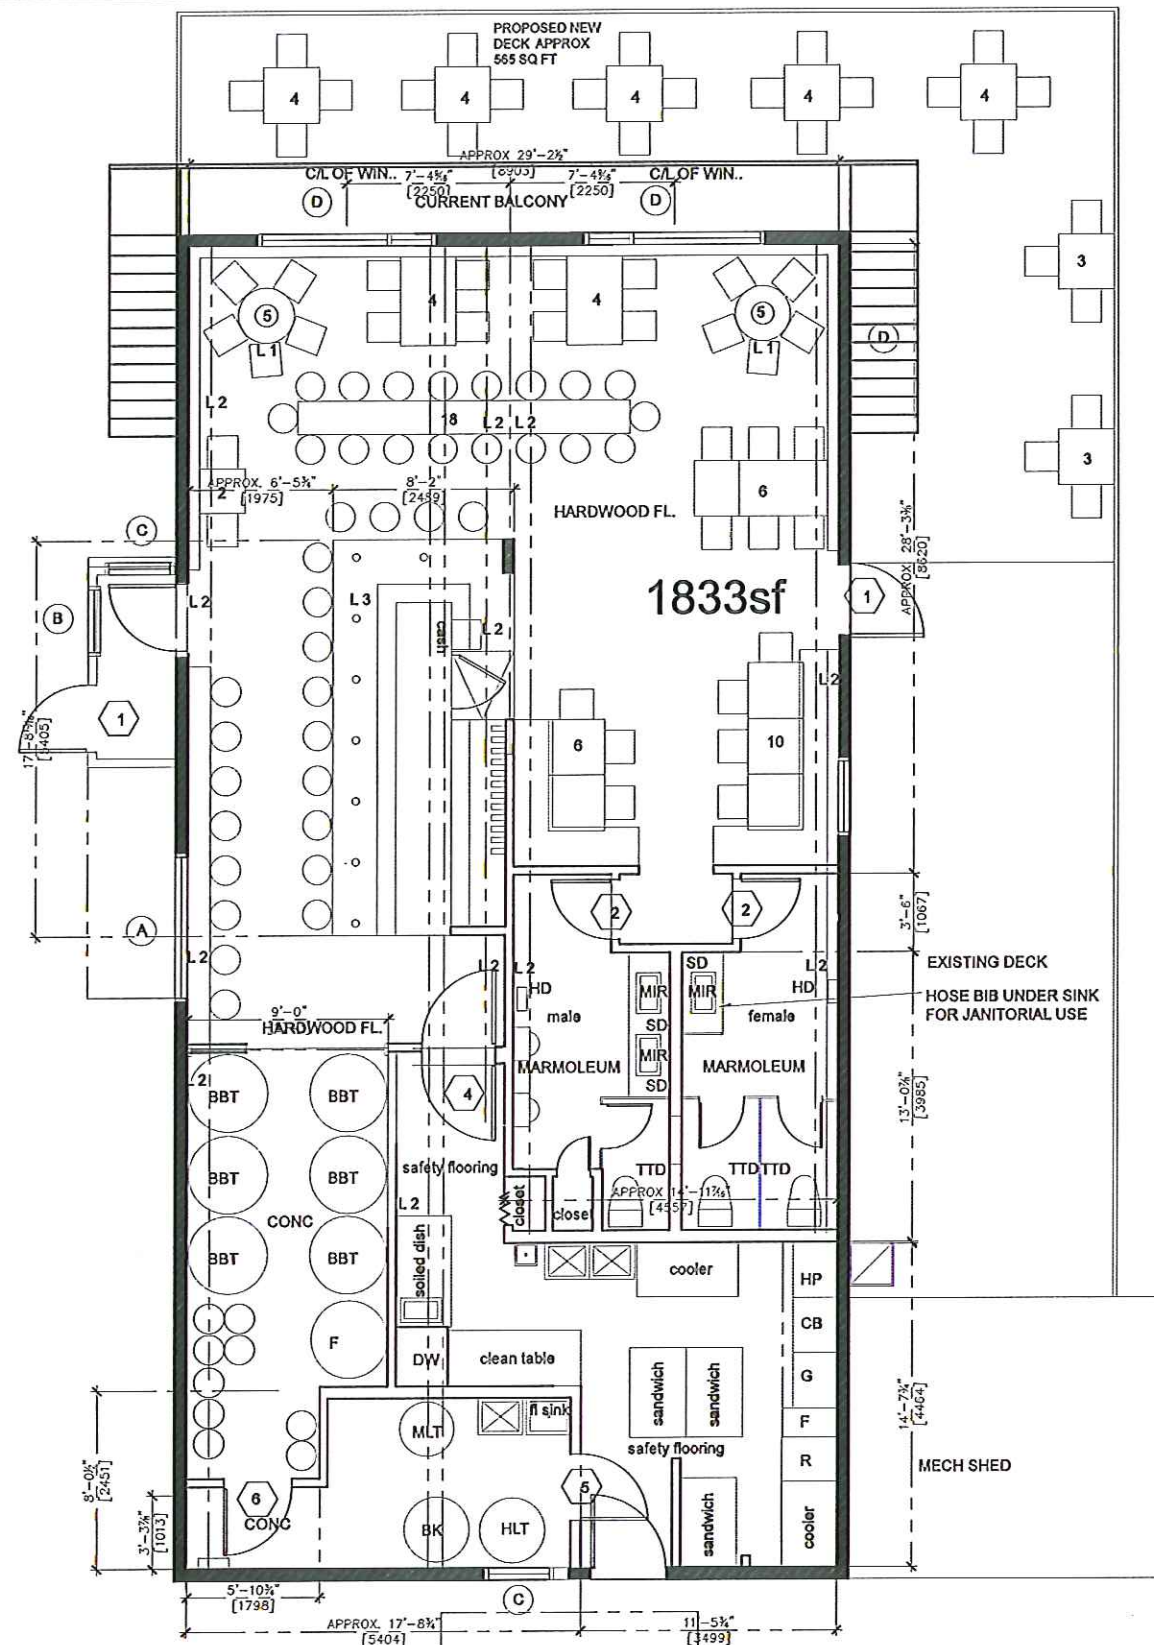 PROPOSED NEW
DECK APPROX
565 SQ FT
4
4
4
4
4
APPROX 29'-2½"
[8903]
C/L OF WIN..
7'-4⅝"
[2250]
7'-4⅝"
[2250]
C/L OF WIN..
D
CURRENT BALCONY
D
3
5
4
4
5
L 1
L 1
D
L 2
18
L 2
L 2
3
APPROX. 6'-5¾"
[1975]
2
8'-2"
[2489]
6
HARDWOOD FL.
APPROX 28'-3⅜"
[8620]
C
1833sf
1
B
L 2
L 3
cash
L 2
L 2
1
[5405]
6
10
2
2
3'-6"
[1067]
A
L 2
L 2
L 2
SD
L 2
EXISTING DECK
HD
MIR
MIR
HD
HOSE BIB UNDER SINK
FOR JANITORIAL USE
9'-0"
HARDWOOD FL.
male
SD
female
MIR
MARMOLEUM
MARMOLEUM
SD
L 2
BBT
BBT
4
13'-0⅞"
[3985]
safety flooring
TTD
TTD
TTD
BBT
BBT
L 2
closet
closet
APPROX 14'-11⁷⁄₁₆"
[4557]
CONC
soiled dish
BBT
BBT
cooler
HP
CB
F
DW
clean table
sandwich
sandwich
G
14'-7¾"
[4464]
F
fl sink
MLT
safety flooring
R
MECH SHED
8'-0½"
[2451]
5
6
CONC
3'-3⅞"
[1013]
BK
HLT
sandwich
cooler
5'-10¾"
[1798]
C
APPROX. 17'-8¾"
[5404]
11'-5¾"
[3499]